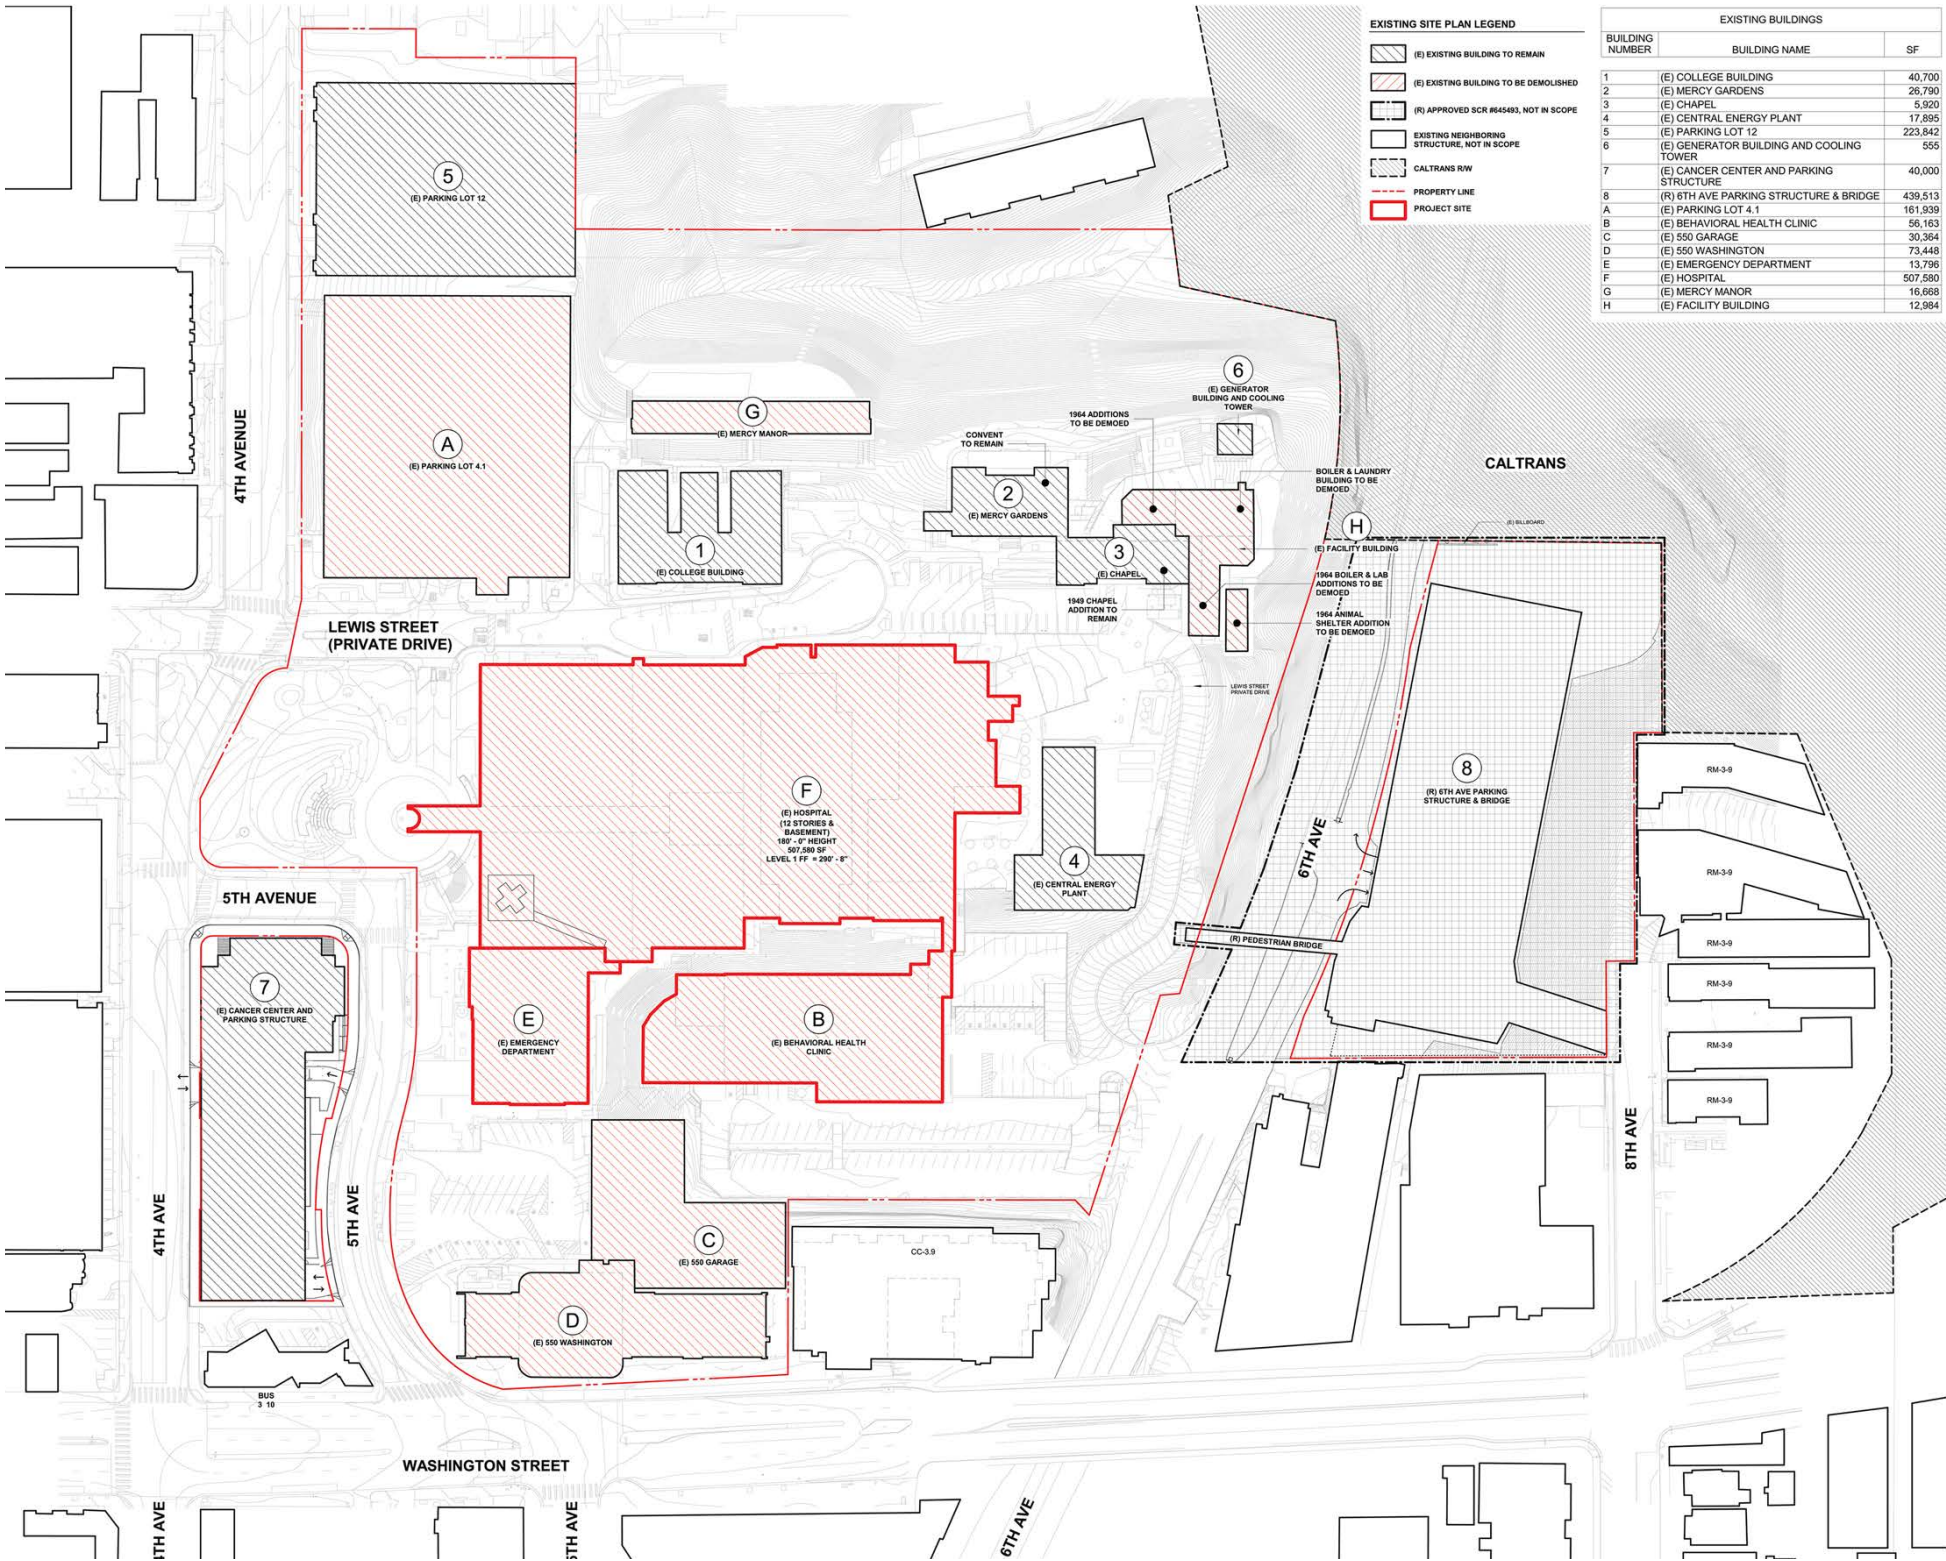 EXISTING SITE PLAN LEGEND
(E) EXISTING BUILDING TO REMAIN
(E) EXISTING BUILDING TO BE DEMOLISHED
(R) APPROVED SCR #645493, NOT IN SCOPE
EXISTING NEIGHBORING
STRUCTURE, NOT IN SCOPE
CALTRANS R/W
PROPERTY LINE
PROJECT SITE
EXISTING BUILDINGS
BUILDING
NUMBER
BUILDING NAME
SF
1 (E) COLLEGE BUILDING 40,700
2 (E) MERCY GARDENS 26,790
3 (E) CHAPEL 5,920
4 (E) CENTRAL ENERGY PLANT 17,895
5 (E) PARKING LOT 12 223,842
6 (E) GENERATOR BUILDING AND COOLING 555
TOWER
7 (E) CANCER CENTER AND PARKING 40,000
STRUCTURE
8 (R) 6TH AVE PARKING STRUCTURE & BRIDGE 439,513
A (E) PARKING LOT 4.1 161,939
B (E) BEHAVIORAL HEALTH CLINIC 56,163
C (E) 550 GARAGE 30,364
D (E) 550 WASHINGTON 73,448
E (E) EMERGENCY DEPARTMENT 13,796
F (E) HOSPITAL 507,580
G (E) MERCY MANOR 16,668
H (E) FACILITY BUILDING 12,984
5
(E) PARKING LOT 12
4TH AVENUE
A
(E) PARKING LOT 4.1
G
(E) MERCY MANOR
1
(E) COLLEGE BUILDING
CONVENT
TO REMAIN
2
(E) MERCY GARDENS
1964 ADDITIONS
TO BE DEMOED
6
(E) GENERATOR
BUILDING AND COOLING
TOWER
BOILER & LAUNDRY
BUILDING TO BE
DEMOED
CALTRANS
H
(E) FACILITY BUILDING
(E) BILLBOARD
3
(E) CHAPEL
1949 CHAPEL
ADDITION TO
REMAIN
1964 BOILER & LAB
ADDITIONS TO BE
DEMOED
1964 ANIMAL
SHELTER ADDITION
TO BE DEMOED
LEWIS STREET
(PRIVATE DRIVE)
LEWIS STREET
PRIVATE DRIVE
F
(E) HOSPITAL
(12 STORIES &
BASEMENT)
180' - 0" HEIGHT
507,580 SF
LEVEL 1 FF = 290' - 8"
4
(E) CENTRAL ENERGY
PLANT
8
(R) 6TH AVE PARKING
STRUCTURE & BRIDGE
6TH AVE
(R) PEDESTRIAN BRIDGE
RM-3-9
RM-3-9
RM-3-9
RM-3-9
RM-3-9
RM-3-9
5TH AVENUE
7
(E) CANCER CENTER AND
PARKING STRUCTURE
E
(E) EMERGENCY
DEPARTMENT
B
(E) BEHAVIORAL HEALTH
CLINIC
8TH AVE
4TH AVE
5TH AVE
C
(E) 550 GARAGE
CC-3.9
D
(E) 550 WASHINGTON
BUS
3 10
WASHINGTON STREET
4TH AVE
5TH AVE
6TH AVE